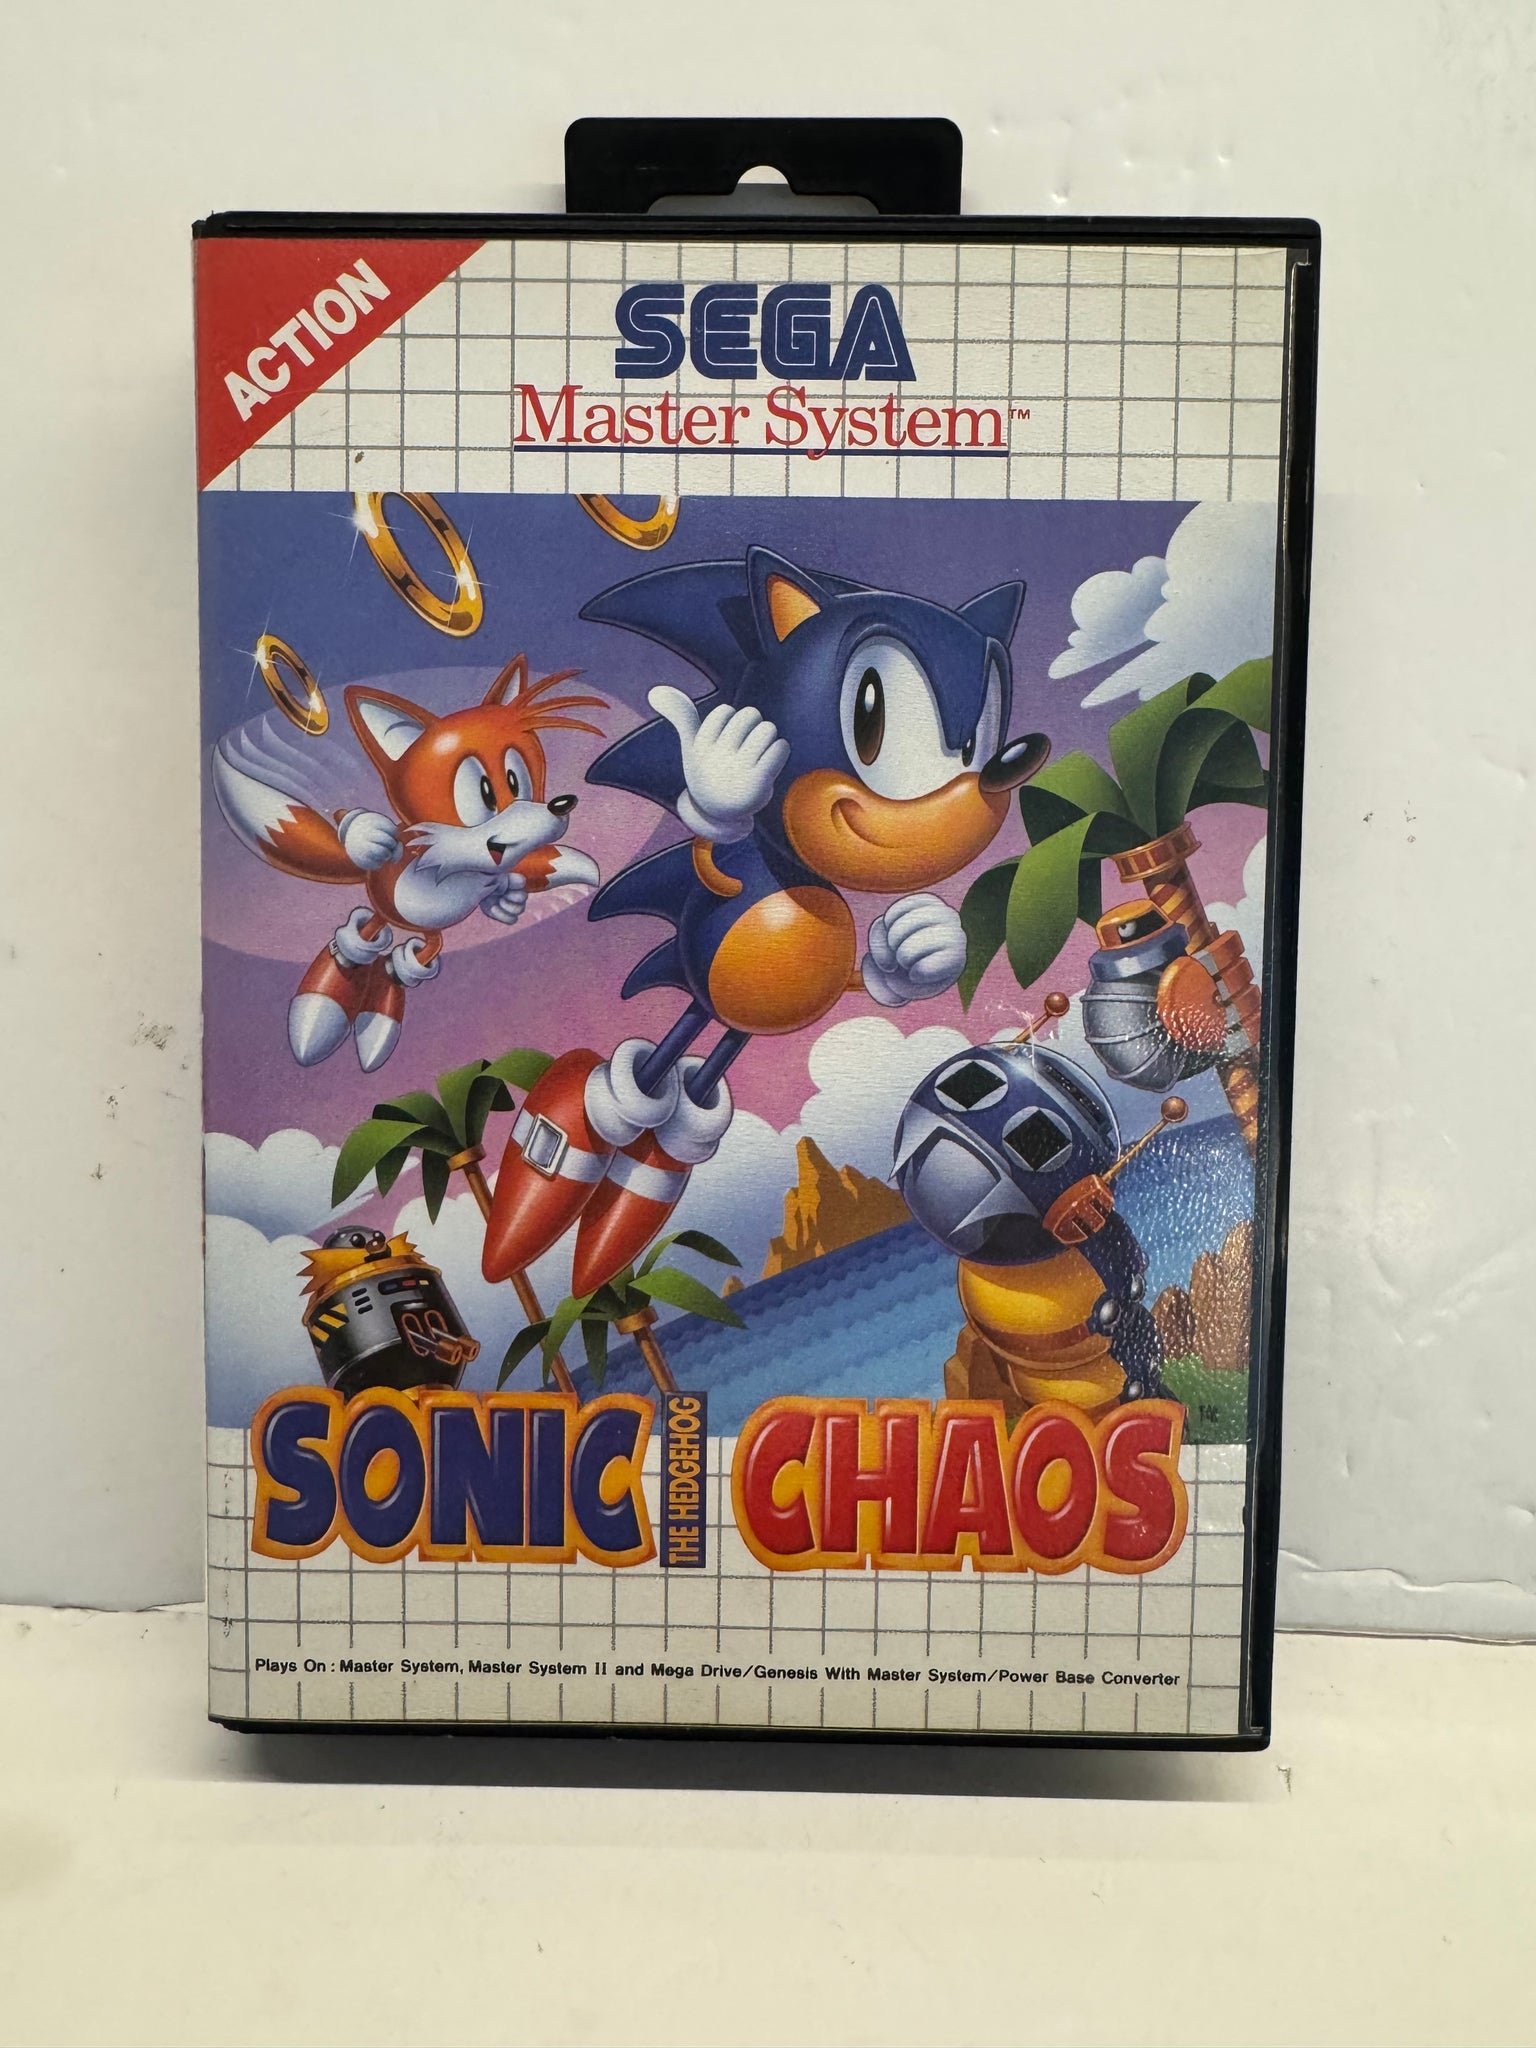 ACTION
SEGA
Master System™
SONIC
THE HEDGEHOG
CHAOS
Plays On : Master System, Master System II and Mega Drive/Genesis With Master System/Power Base Converter